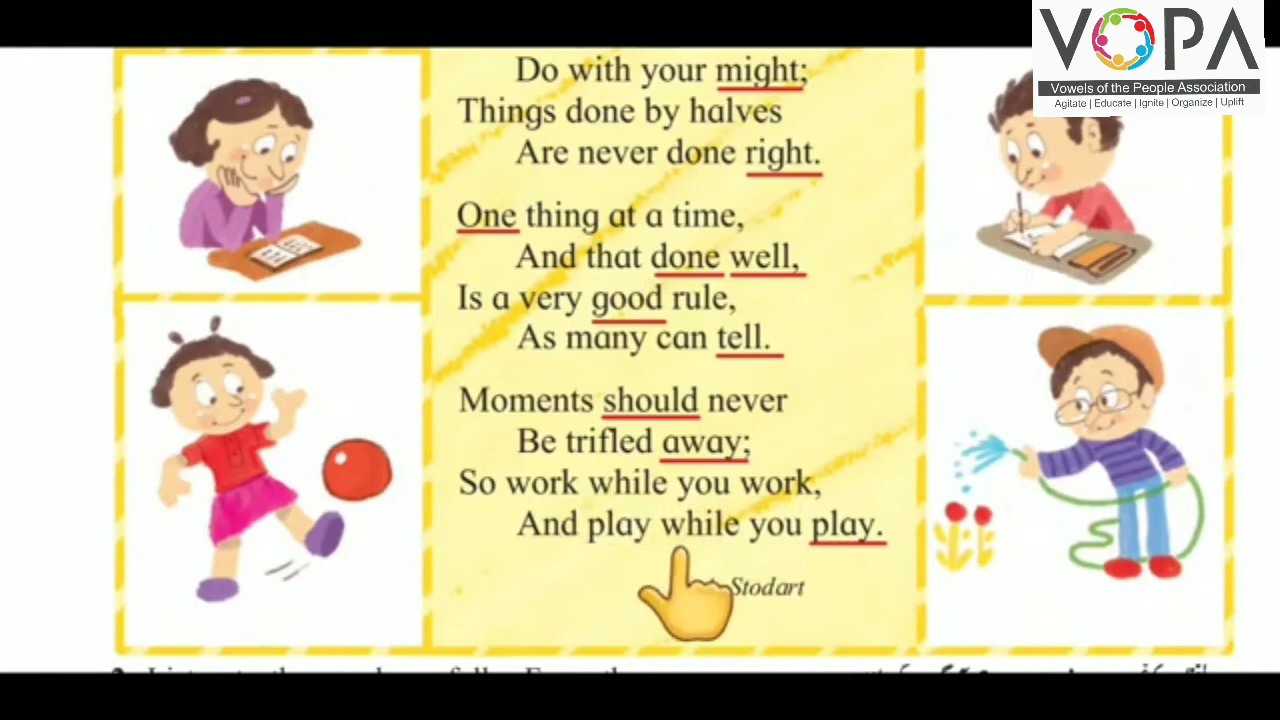 VOPA
Vowels of the People Association
Agitate | Educate | Ignite | Organize | Uplift
Do with your might;
Things done by halves
Are never done right.
One thing at a time,
And that done well,
Is a very good rule,
As many can tell.
Moments should never
Be trifled away;
So work while you work,
And play while you play.
Stodart